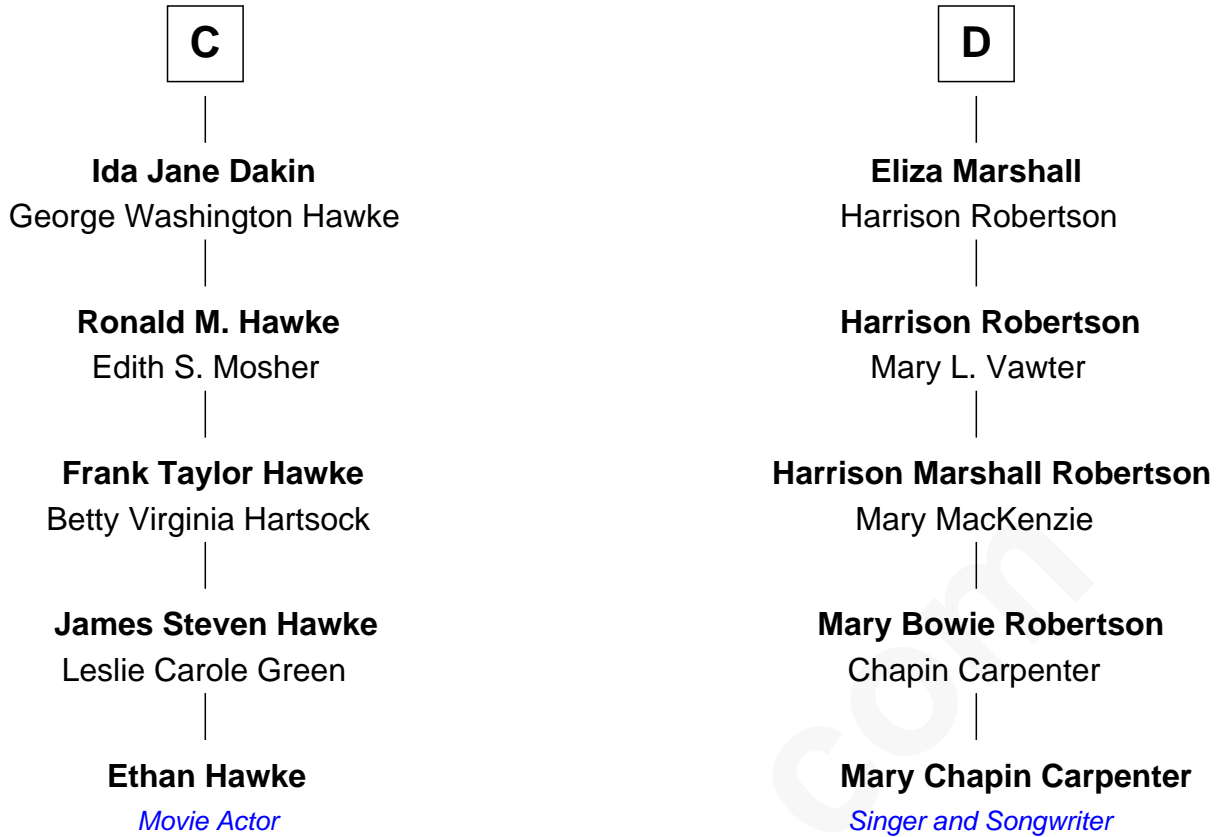 C
Ida Jane Dakin
George Washington Hawke
Ronald M. Hawke
Edith S. Mosher
Frank Taylor Hawke
Betty Virginia Hartsock
James Steven Hawke
Leslie Carole Green
Ethan Hawke
Movie Actor
D
Eliza Marshall
Harrison Robertson
Harrison Robertson
Mary L. Vawter
Harrison Marshall Robertson
Mary MacKenzie
Mary Bowie Robertson
Chapin Carpenter
Mary Chapin Carpenter
Singer and Songwriter
com